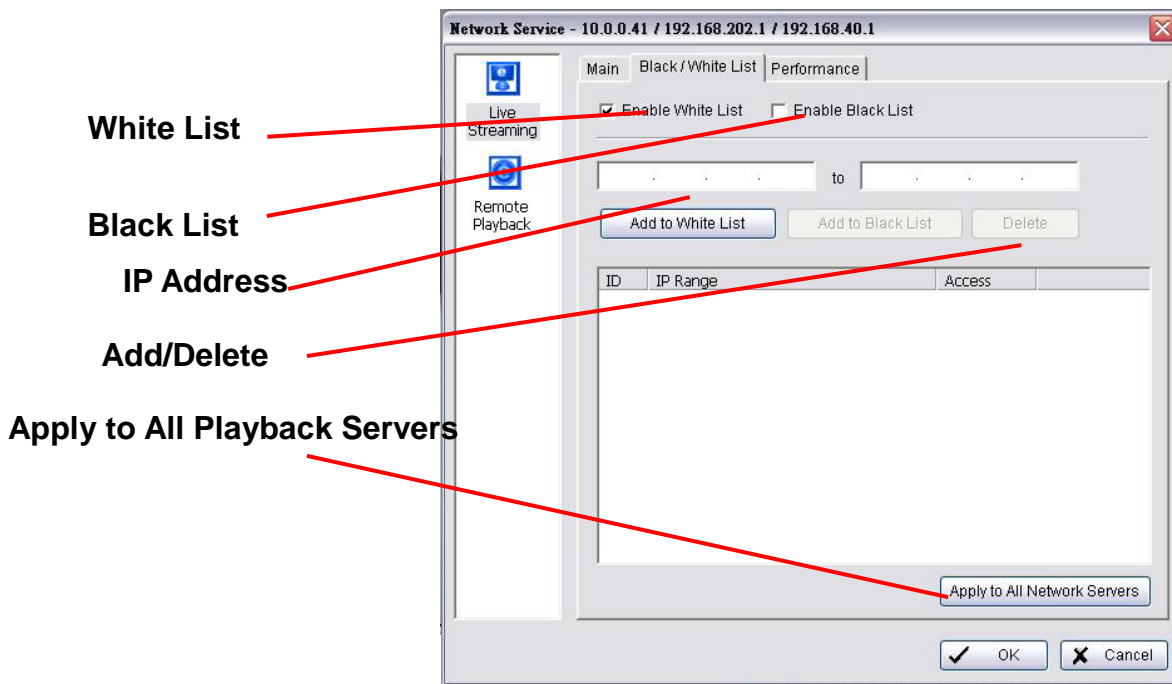 Network Service - 10.0.0.41 / 192.168.202.1 / 192.168.40.1
Main
Black / White List
Performance
Live
Streaming
Enable White List
Enable Black List
White List
to
Remote
Playback
Black List
Add to White List
Add to Black List
Delete
IP Address
ID
IP Range
Access
Add/Delete
Apply to All Playback Servers
Apply to All Network Servers
OK
Cancel